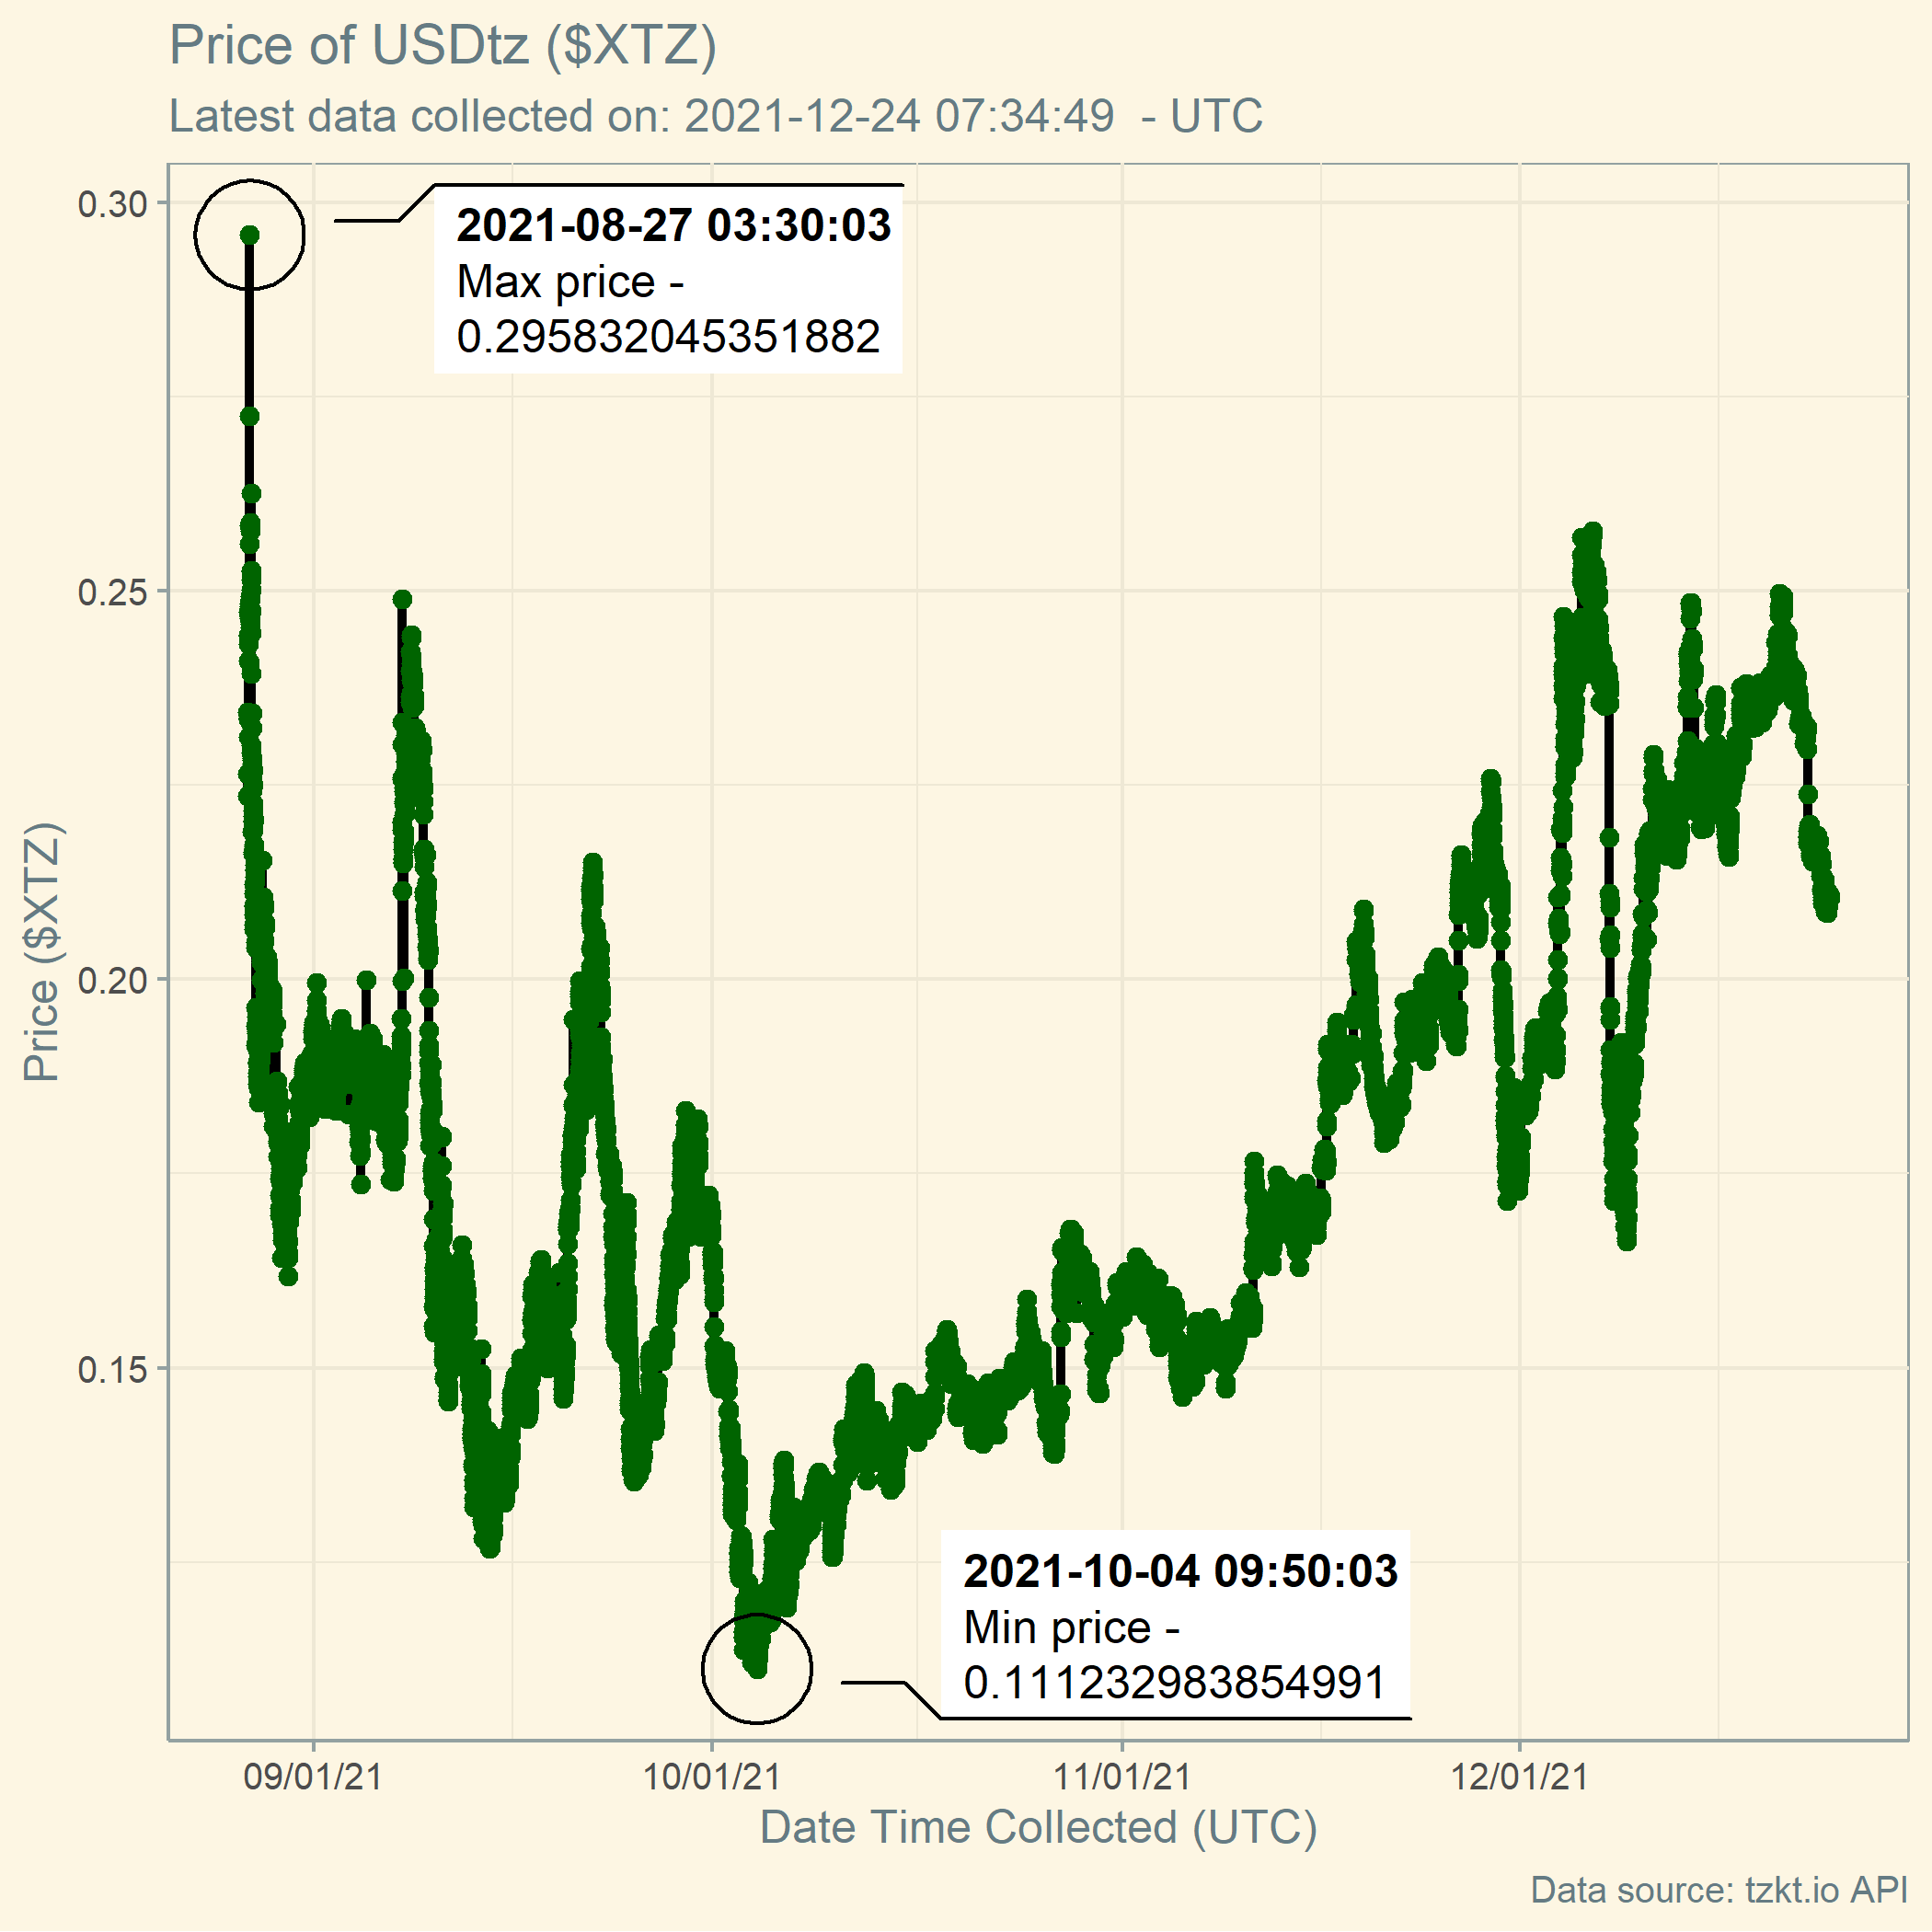 Price of USDtz ($XTZ)
Latest data collected on: 2021-12-24 07:34:49  - UTC
0.30
0.25
0.20
0.15
Price ($XTZ)
2021-08-27 03:30:03
Max price -
0.295832045351882
2021-10-04 09:50:03
Min price -
0.111232983854991
09/01/21
10/01/21
11/01/21
12/01/21
Date Time Collected (UTC)
Data source: tzkt.io API